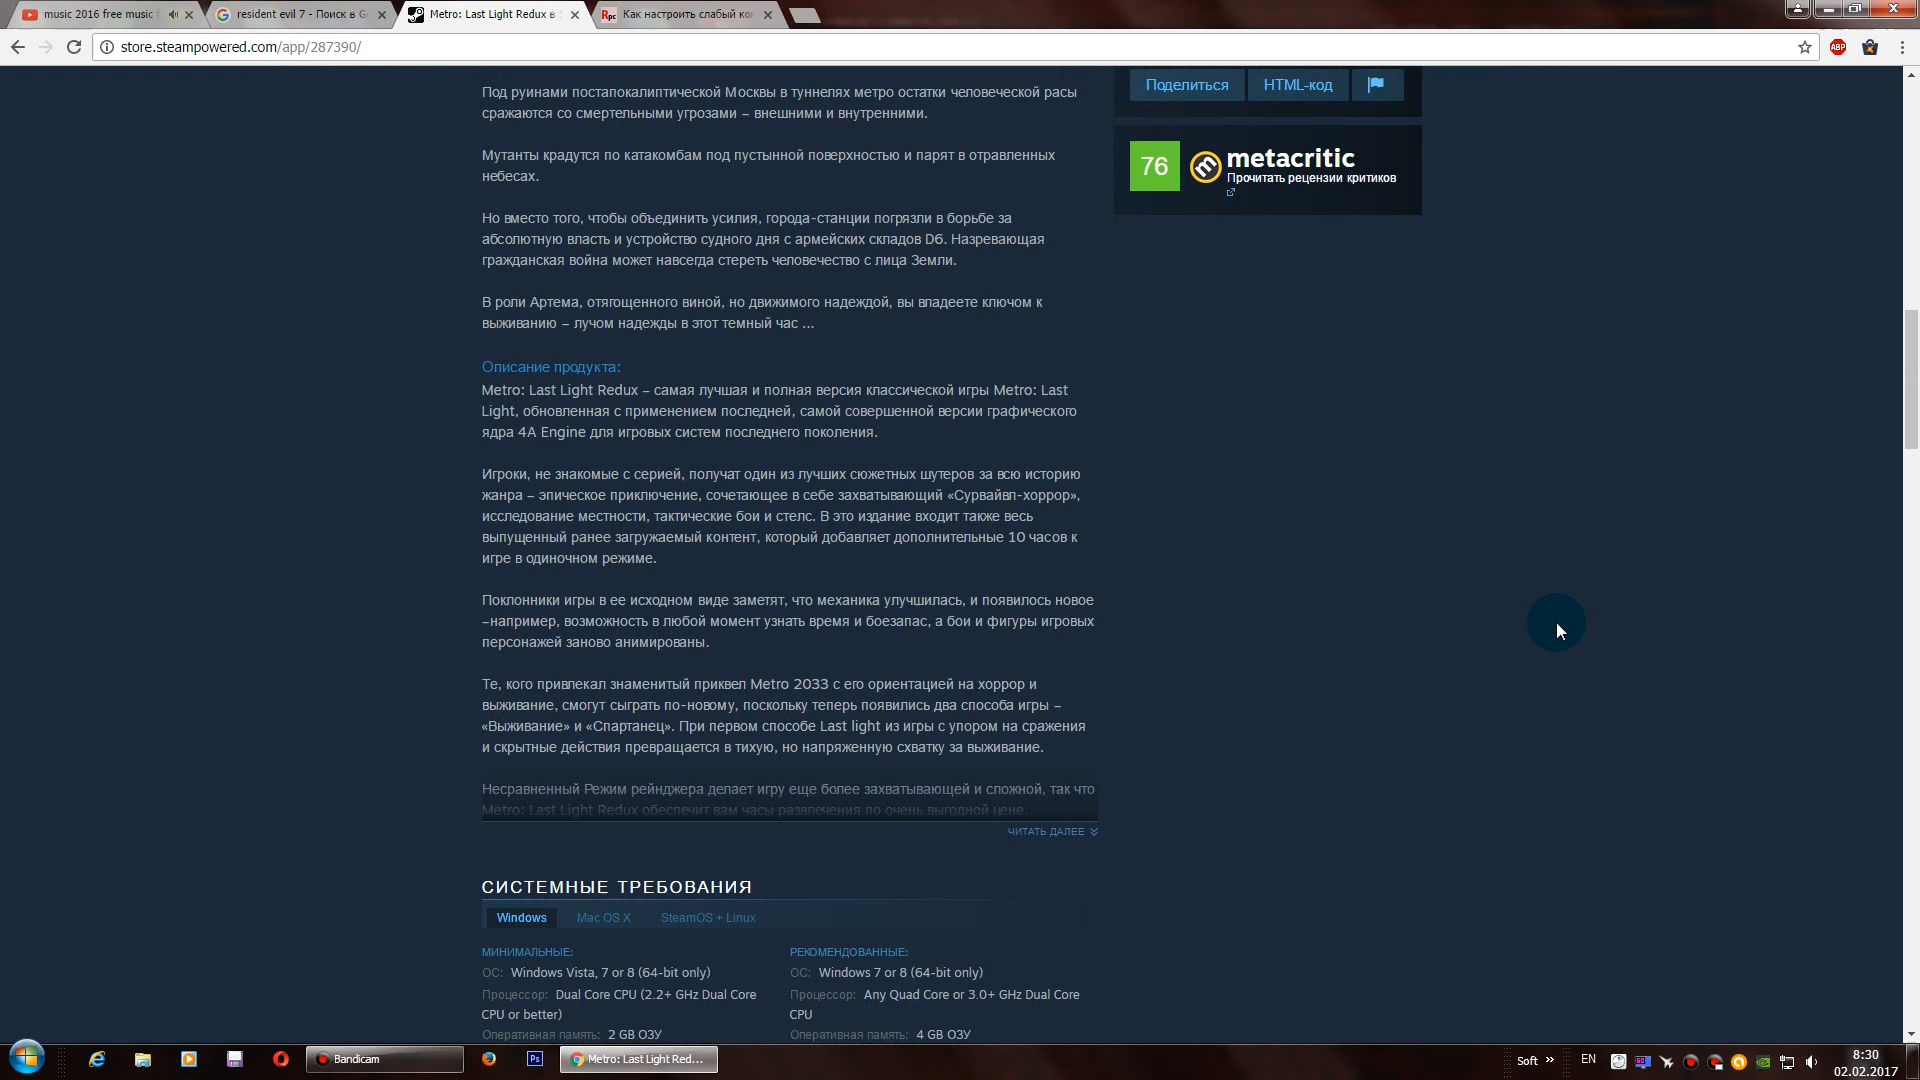 music 2016 free music f
resident evil 7 - Поиск в G
Metro: Last Light Redux в
Как настроить слабый ко
store.steampowered.com/app/287390/
ABP
Под руинами постапокалиптической Москвы в туннелях метро остатки человеческой расы
сражаются со смертельными угрозами – внешними и внутренними.
Мутанты крадутся по катакомбам под пустынной поверхностью и парят в отравленных
небесах.
Но вместо того, чтобы объединить усилия, города-станции погрязли в борьбе за
абсолютную власть и устройство судного дня с армейских складов D6. Назревающая
гражданская война может навсегда стереть человечество с лица Земли.
В роли Артема, отягощенного виной, но движимого надеждой, вы владеете ключом к
выживанию – лучом надежды в этот темный час ...
Описание продукта:
Metro: Last Light Redux – самая лучшая и полная версия классической игры Metro: Last
Light, обновленная с применением последней, самой совершенной версии графического
ядра 4A Engine для игровых систем последнего поколения.
Игроки, не знакомые с серией, получат один из лучших сюжетных шутеров за всю историю
жанра – эпическое приключение, сочетающее в себе захватывающий «Сурвайвл-хоррор»,
исследование местности, тактические бои и стелс. В это издание входит также весь
выпущенный ранее загружаемый контент, который добавляет дополнительные 10 часов к
игре в одиночном режиме.
Поклонники игры в ее исходном виде заметят, что механика улучшилась, и появилось новое
–например, возможность в любой момент узнать время и боезапас, а бои и фигуры игровых
персонажей заново анимированы.
Те, кого привлекал знаменитый приквел Metro 2033 с его ориентацией на хоррор и
выживание, смогут сыграть по-новому, поскольку теперь появились два способа игры –
«Выживание» и «Спартанец». При первом способе Last light из игры с упором на сражения
и скрытные действия превращается в тихую, но напряженную схватку за выживание.
Несравненный Режим рейнджера делает игру еще более захватывающей и сложной, так что
Metro: Last Light Redux обеспечит вам часы развлечения по очень выгодной цене.
ЧИТАТЬ ДАЛЕЕ
Поделиться HTML-код
76 metacritic
Прочитать рецензии критиков
СИСТЕМНЫЕ ТРЕБОВАНИЯ
Windows Mac OS X SteamOS + Linux
МИНИМАЛЬНЫЕ:
ОС: Windows Vista, 7 or 8 (64-bit only)
Процессор: Dual Core CPU (2.2+ GHz Dual Core
CPU or better)
Оперативная память: 2 GB ОЗУ
РЕКОМЕНДОВАННЫЕ:
ОС: Windows 7 or 8 (64-bit only)
Процессор: Any Quad Core or 3.0+ GHz Dual Core
CPU
Оперативная память: 4 GB ОЗУ
Bandicam
Ps
Metro: Last Light Red...
Soft »
EN
8:30
02.02.2017